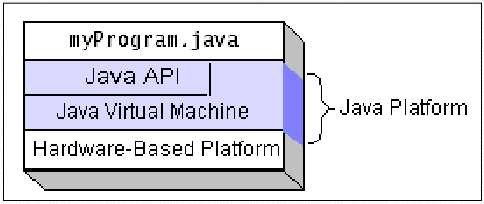 myProgram.java
Java API
Java Virtual Machine
Java Platform
Hardware-Based Platform